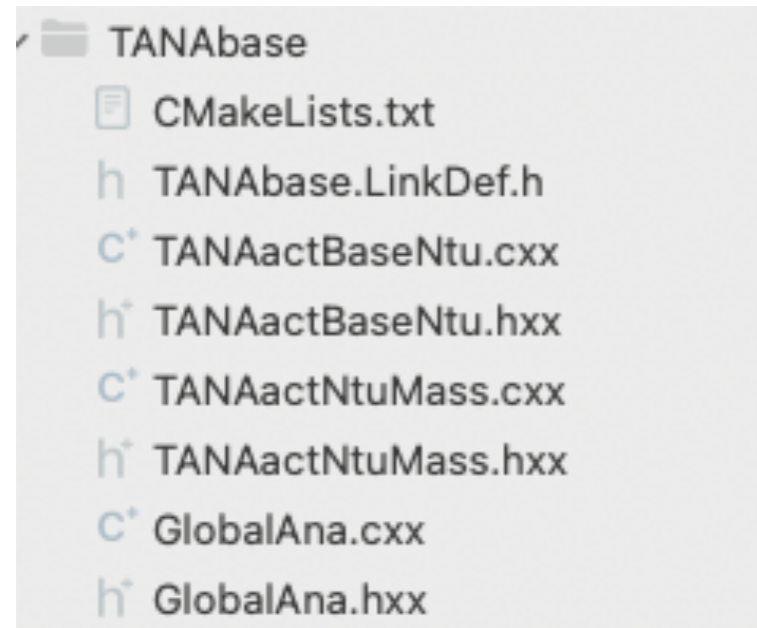 TANAbase
CMakeLists.txt
TANAbase.LinkDef.h
TANAactBaseNtu.cxx
TANAactBaseNtu.hxx
TANAactNtuMass.cxx
TANAactNtuMass.hxx
GlobalAna.cxx
GlobalAna.hxx